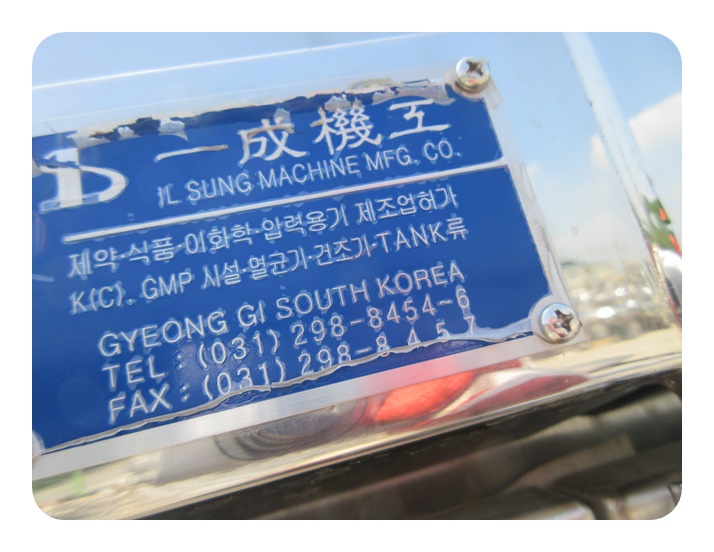 一成機工
IL SUNG MACHINE MFG. CO.
제약·식품·이화학·압력용기 제조업허가
K(C). GMP 시설·멸균기·건조기·TANK류
GYEONG GI SOUTH KOREA
TEL : (031) 298-8454-6
FAX : (031) 298-8457